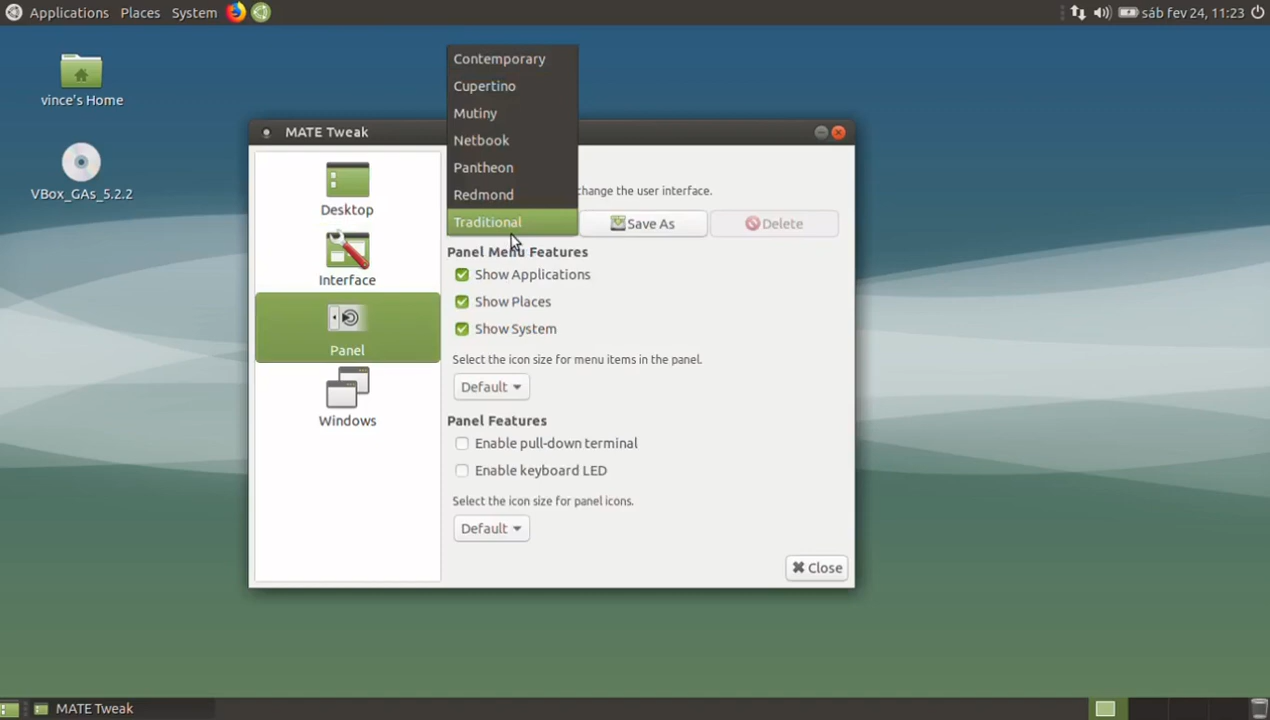 Applications Places System
sáb fev 24, 11:23
vince's Home
VBox_GAs_5.2.2
MATE Tweak
Desktop
Interface
Panel
Windows
Contemporary
Cupertino
Mutiny
Netbook
Pantheon
Redmond
Traditional
change the user interface.
Save As
Delete
Panel Menu Features
Show Applications
Show Places
Show System
Select the icon size for menu items in the panel.
Default
Panel Features
Enable pull-down terminal
Enable keyboard LED
Select the icon size for panel icons.
Default
Close
MATE Tweak